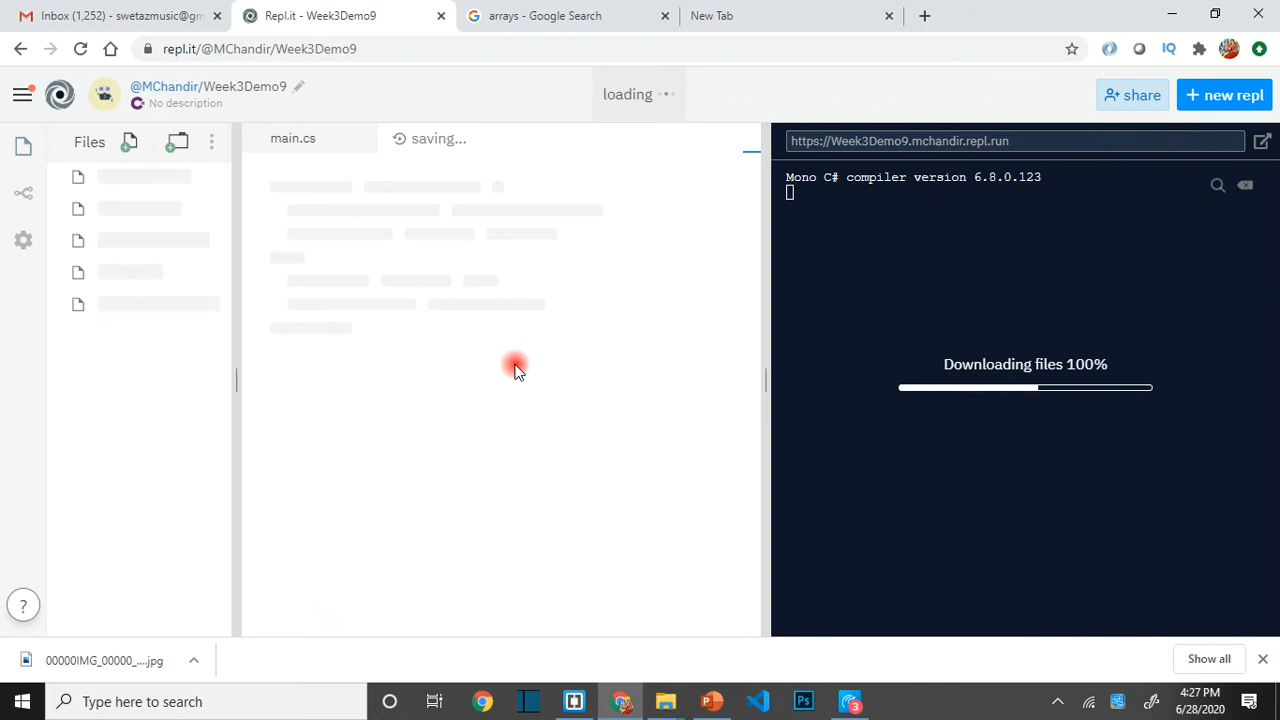 Inbox (1,252) - swetazmusic@gm
Repl.it - Week3Demo9
arrays - Google Search
New Tab
repl.it/@MChandir/Week3Demo9
IQ
@MChandir/Week3Demo9
No description
loading
share
+ new repl
Files
main.cs
saving...
https://Week3Demo9.mchandir.repl.run
Mono C# compiler version 6.8.0.123
Downloading files 100%
?
00000IMG_00000_....jpg
Show all
Type here to search
Ps
3
4:27 PM
6/28/2020